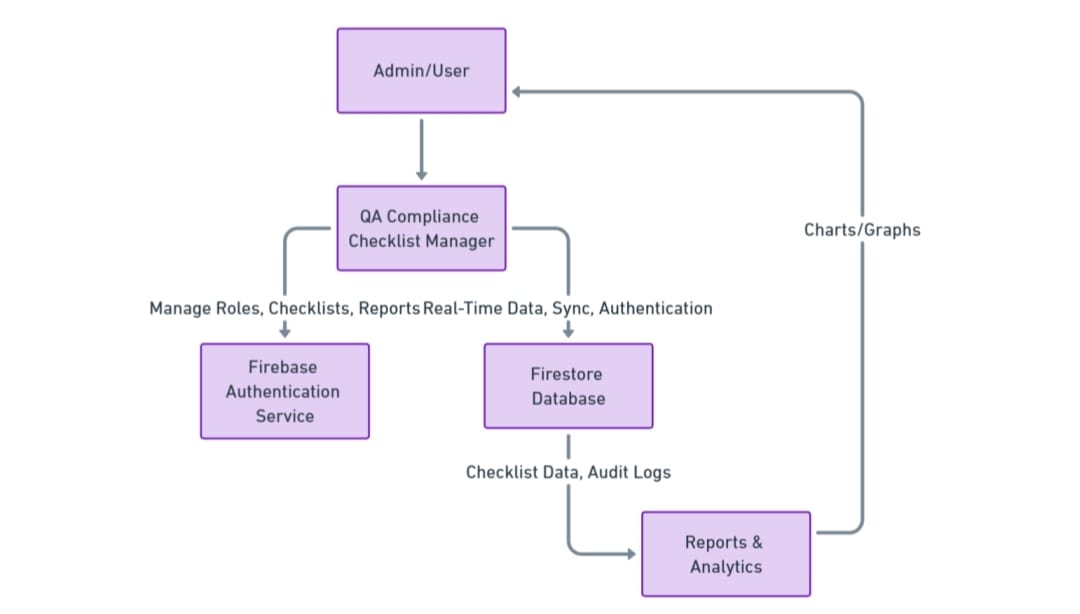 Admin/User
QA Compliance
Checklist Manager
Charts/Graphs
Manage Roles, Checklists, Reports
Real-Time Data, Sync, Authentication
Firebase
Authentication
Service
Firestore
Database
Checklist Data, Audit Logs
Reports &
Analytics